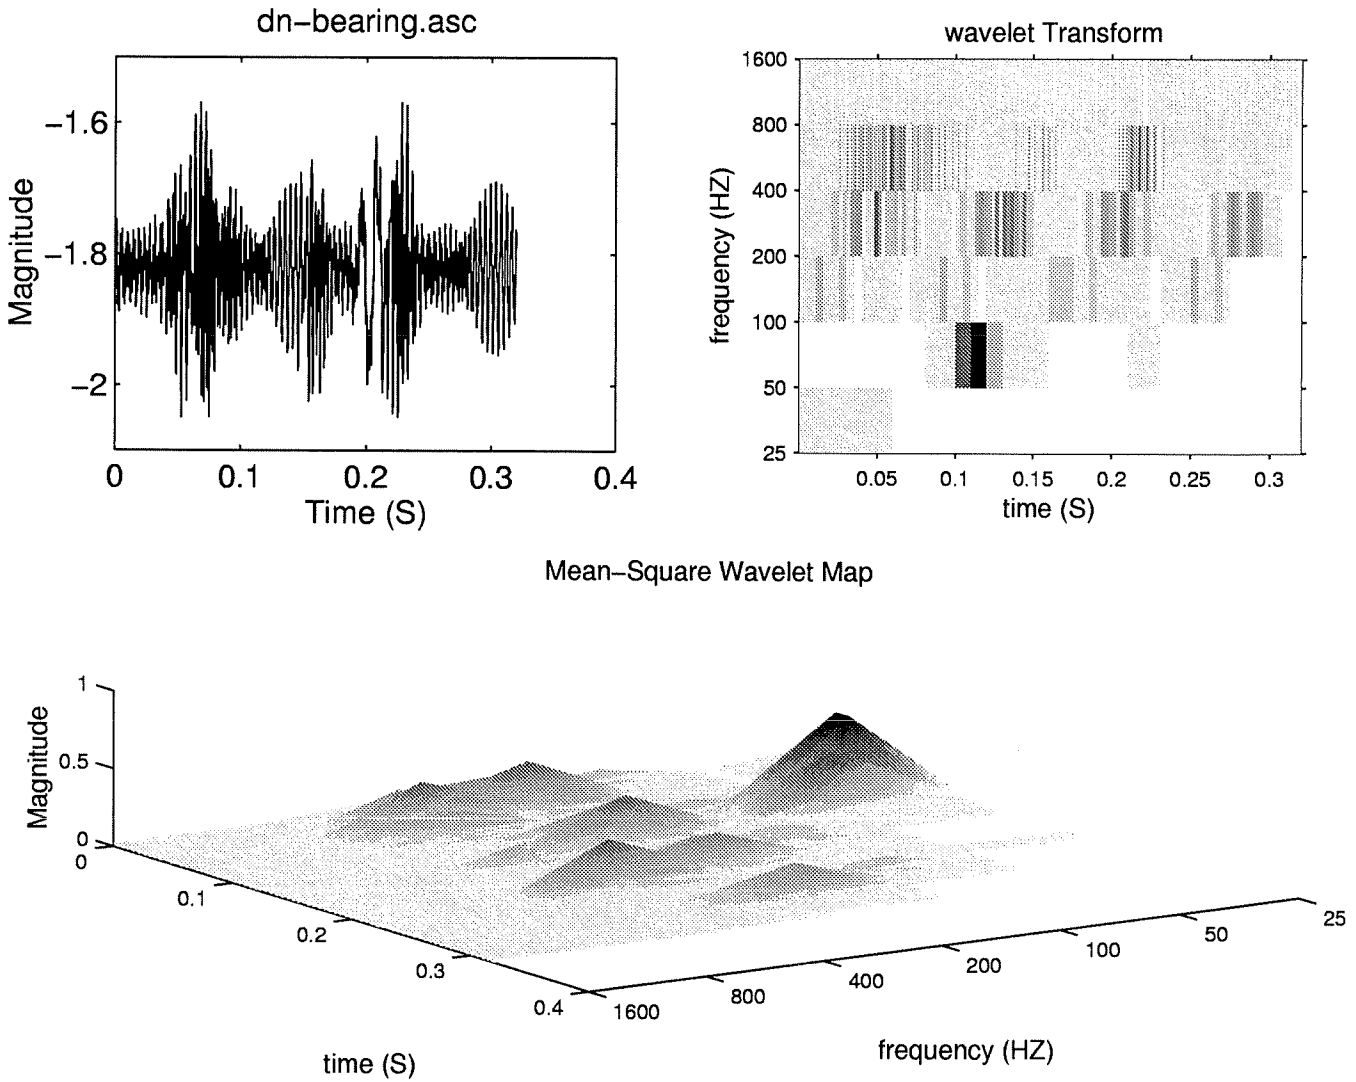 dn−bearing.asc
−1.6
−1.8
−2
Magnitude
0 0.1 0.2 0.3 0.4
Time (S)
wavelet Transform
1600
800
400
200
100
50
25
frequency (HZ)
0.05 0.1 0.15 0.2 0.25 0.3
time (S)
Mean−Square Wavelet Map
1
0.5
0
Magnitude
0
0.1
0.2
0.3
0.4
time (S)
1600
800
400
200
100
50
25
frequency (HZ)